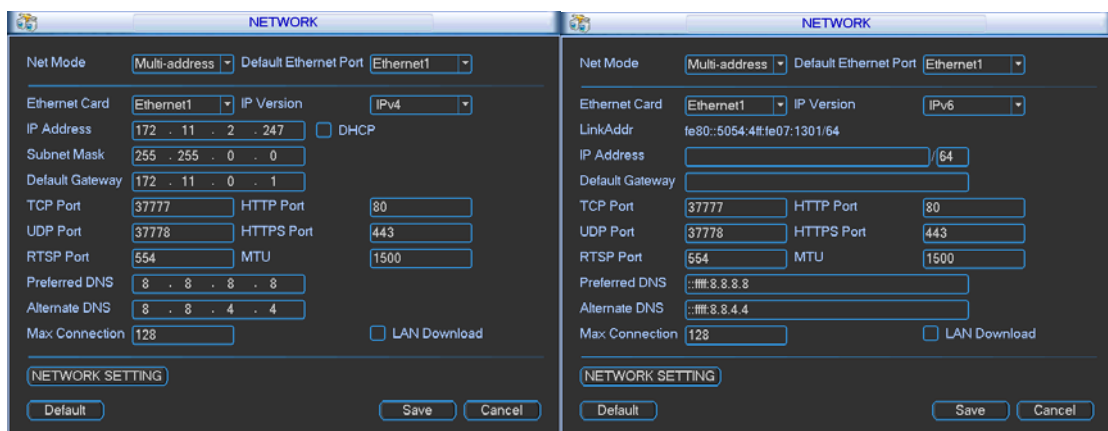 NETWORK
Net Mode Multi-address Default Ethernet Port Ethernet1
Ethernet Card Ethernet1 IP Version IPv4
IP Address 172 . 11 . 2 . 247 DHCP
Subnet Mask 255 . 255 . 0 . 0
Default Gateway 172 . 11 . 0 . 1
TCP Port 37777 HTTP Port 80
UDP Port 37778 HTTPS Port 443
RTSP Port 554 MTU 1500
Preferred DNS 8 . 8 . 8 . 8
Alternate DNS 8 . 8 . 4 . 4
Max Connection 128 LAN Download
NETWORK SETTING
Default Save Cancel
NETWORK
Net Mode Multi-address Default Ethernet Port Ethernet1
Ethernet Card Ethernet1 IP Version IPv6
LinkAddr fe80::5054:4ff:fe07:1301/64
IP Address /64
Default Gateway
TCP Port 37777 HTTP Port 80
UDP Port 37778 HTTPS Port 443
RTSP Port 554 MTU 1500
Preferred DNS ::ffff:8.8.8.8
Alternate DNS ::ffff:8.8.4.4
Max Connection 128 LAN Download
NETWORK SETTING
Default Save Cancel